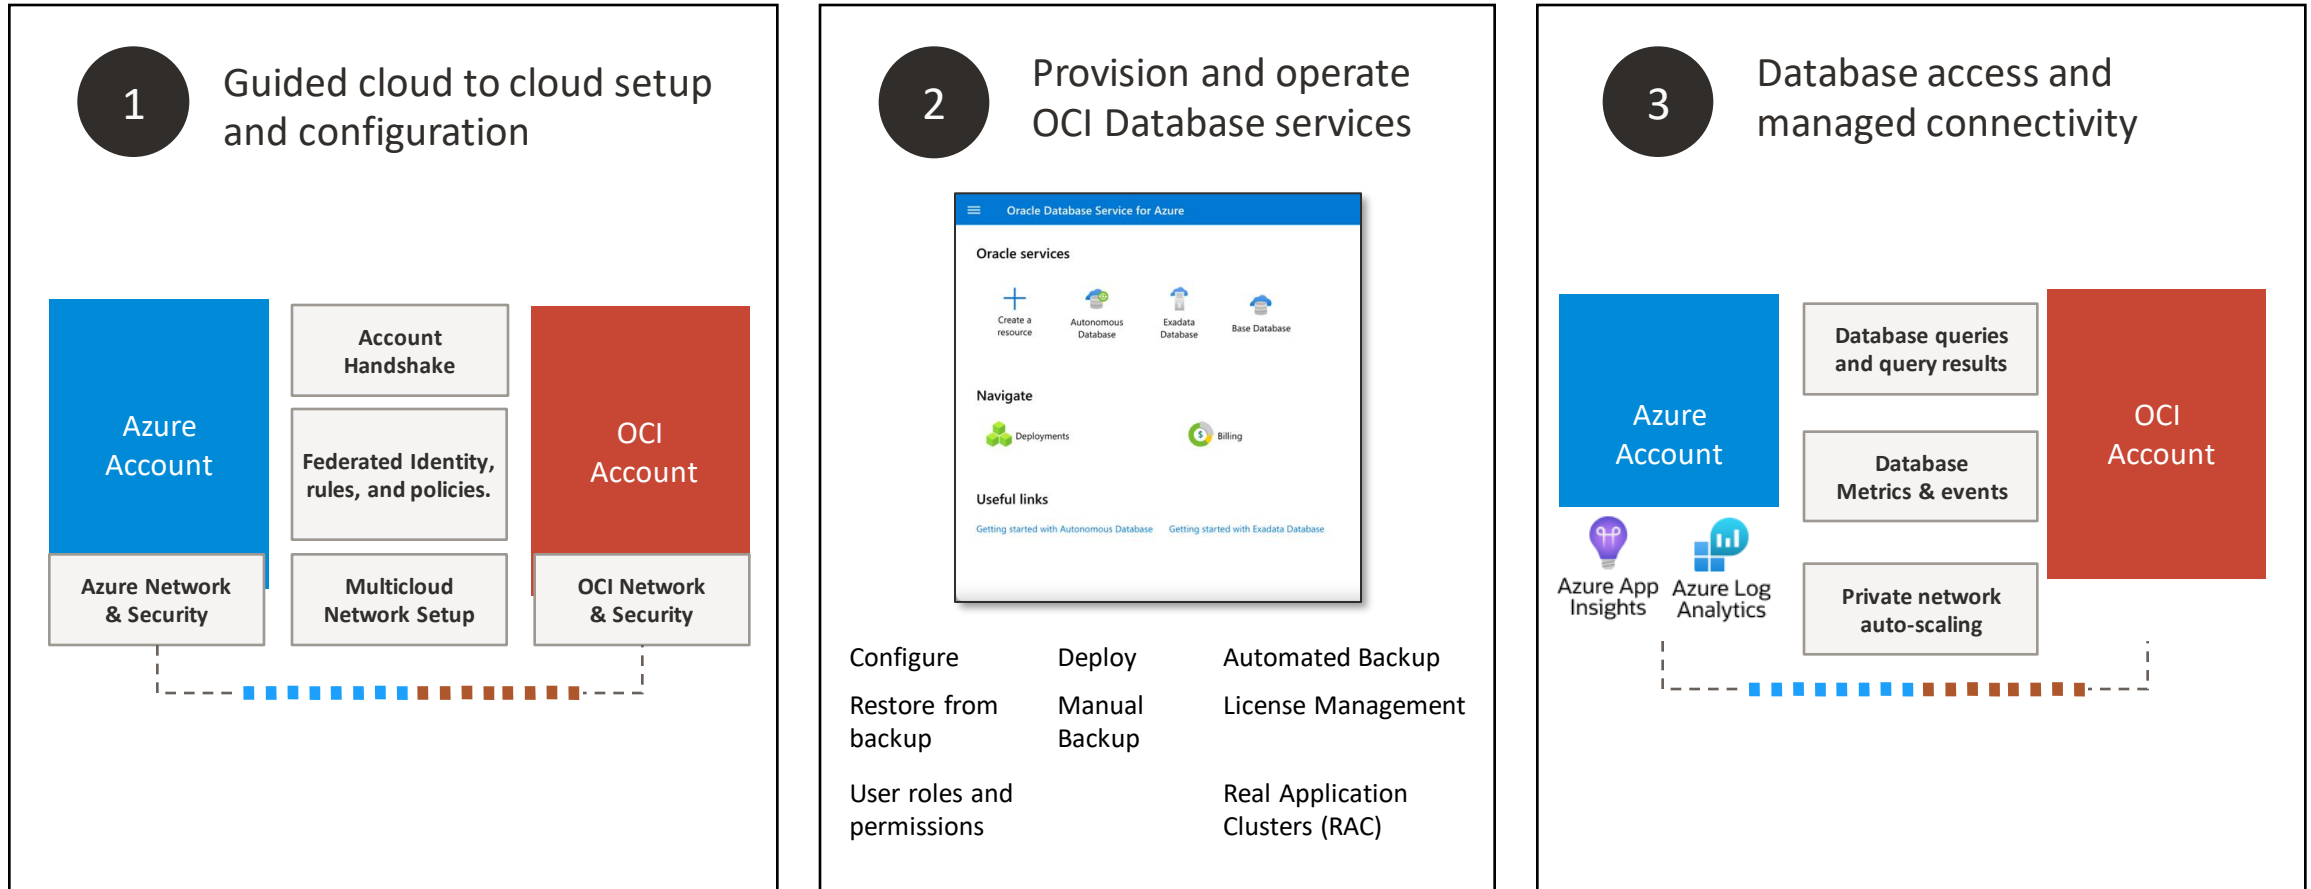 1
Guided cloud to cloud setup
and configuration
Azure
Account
Account
Handshake
Federated Identity,
rules, and policies.
OCI
Account
Azure Network
& Security
Multicloud
Network Setup
OCI Network
& Security
2
Provision and operate
OCI Database services
Oracle Database Service for Azure
Oracle services
Create a
resource
Autonomous
Database
Exadata
Database
Base Database
Navigate
Deployments
Billing
Useful links
Getting started with Autonomous Database
Getting started with Exadata Database
Configure
Deploy
Automated Backup
Restore from
backup
Manual
Backup
License Management
User roles and
permissions
Real Application
Clusters (RAC)
3
Database access and
managed connectivity
Azure
Account
Database queries
and query results
Database
Metrics & events
OCI
Account
Azure App
Insights
Azure Log
Analytics
Private network
auto-scaling